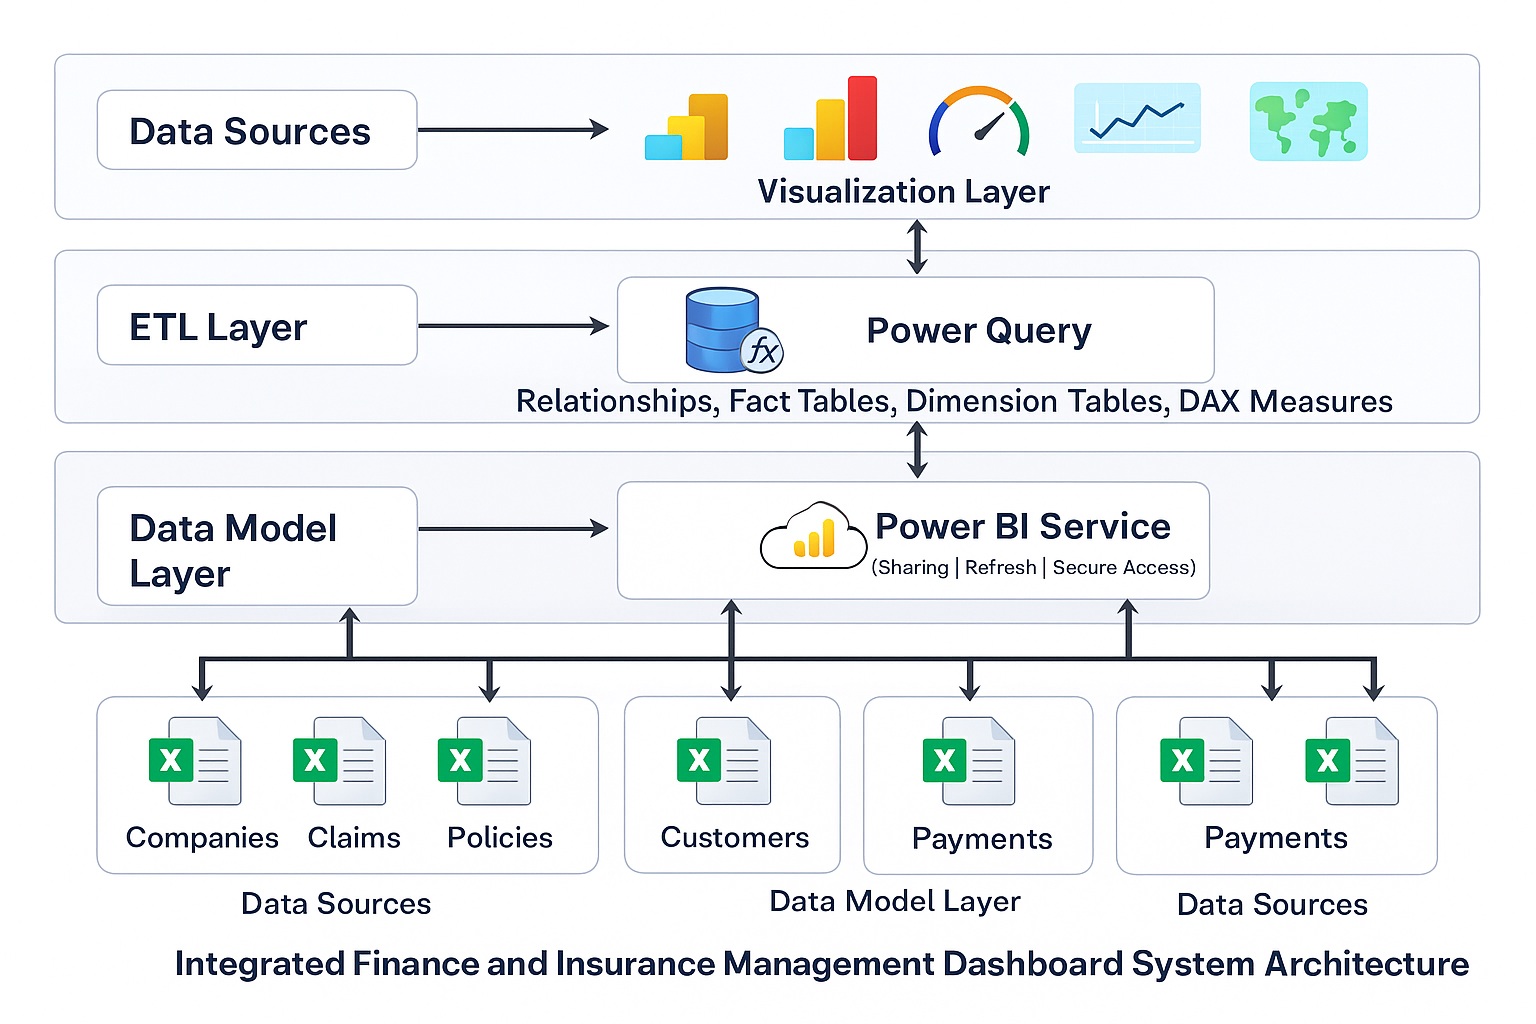 Data Sources
Visualization Layer
ETL Layer
fx
Power Query
Relationships, Fact Tables, Dimension Tables, DAX Measures
Data Model
Layer
Power BI Service
(Sharing | Refresh | Secure Access)
X
X
X
X
X
X
X
Companies
Claims
Policies
Customers
Payments
Payments
Data Sources
Data Model Layer
Data Sources
Integrated Finance and Insurance Management Dashboard System Architecture